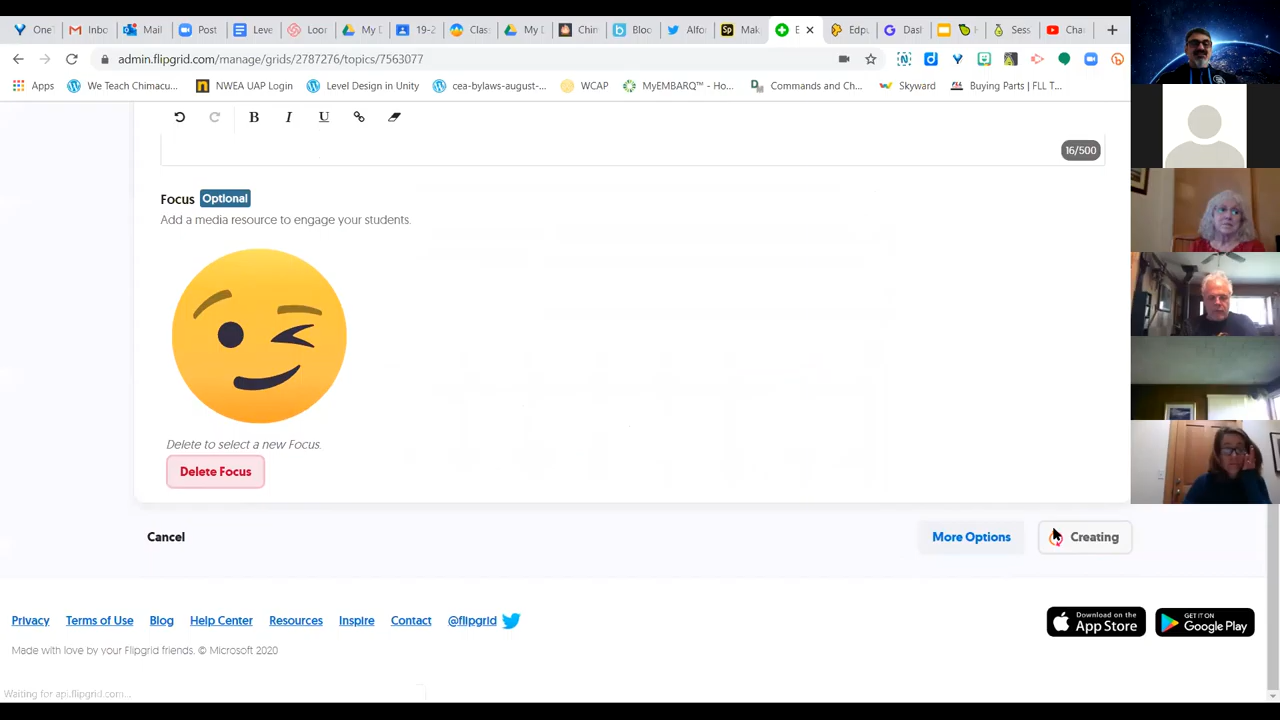 OneT Inbo Mail Post Leve Loon My D 19-2 Clas My D Chim Bloc Alfo Mak E Edpu Dash H Sess Cha
admin.flipgrid.com/manage/grids/2787276/topics/7563077
Apps We Teach Chimacu... NWEA UAP Login Level Design in Unity cea-bylaws-august-... WCAP MyEMBARQ™ - Ho... Commands and Ch... Skyward Buying Parts | FLL T...
B I U
16/500
Focus Optional
Add a media resource to engage your students.
Delete to select a new Focus.
Delete Focus
Cancel More Options Creating
Privacy Terms of Use Blog Help Center Resources Inspire Contact @flipgrid
Download on the App Store
GET IT ON Google Play
Made with love by your Flipgrid friends. © Microsoft 2020
Waiting for api.flipgrid.com...